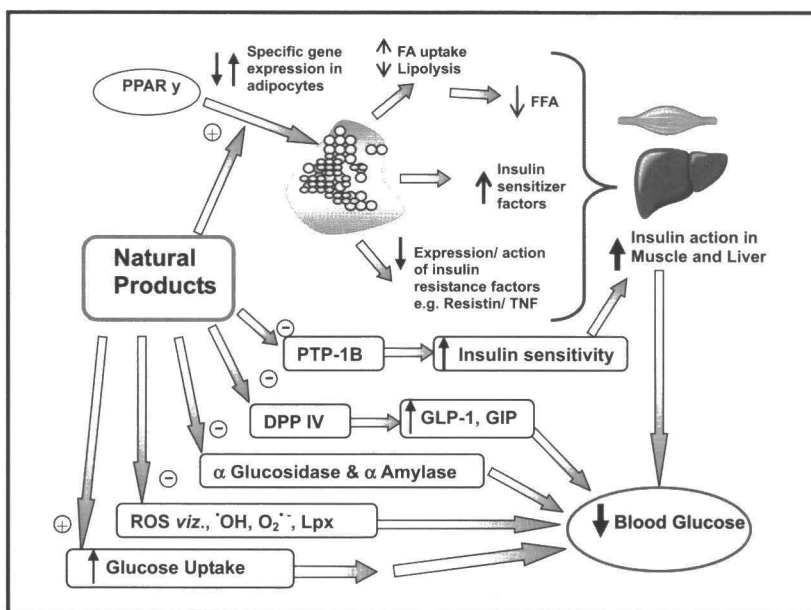 Specific gene
expression in
adipocytes
PPAR γ
↑ FA uptake
↓ Lipolysis
↓ FFA
⊕
↑ Insulin
sensitizer
factors
Natural
Products
↓ Expression/ action
of insulin
resistance factors
e.g. Resistin/ TNF
↑ Insulin action in
Muscle and Liver
⊖
PTP-1B
↑ Insulin sensitivity
⊖
DPP IV
↑ GLP-1, GIP
⊖
α Glucosidase & α Amylase
⊖
ROS viz., •OH, O₂•-, Lpx
↓ Blood Glucose
⊕
↑ Glucose Uptake